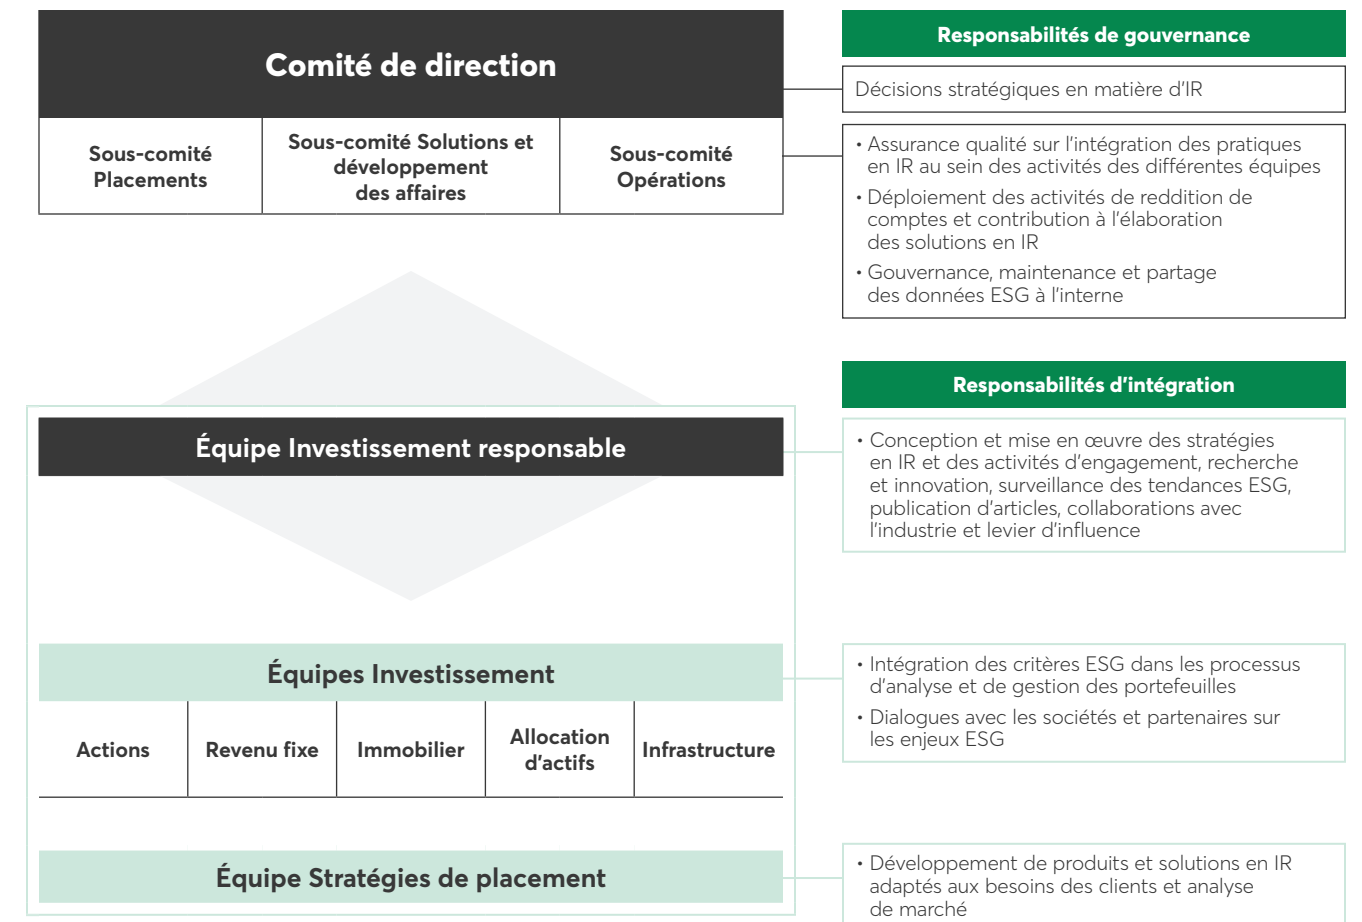 Comité de direction
Sous-comité
Placements
Sous-comité Solutions et
développement
des affaires
Sous-comité
Opérations
Responsabilités de gouvernance
Décisions stratégiques en matière d'IR
• Assurance qualité sur l'intégration des pratiques
en IR au sein des activités des différentes équipes
• Déploiement des activités de reddition de
comptes et contribution à l'élaboration
des solutions en IR
• Gouvernance, maintenance et partage
des données ESG à l'interne
Responsabilités d'intégration
Équipe Investissement responsable
• Conception et mise en œuvre des stratégies
en IR et des activités d'engagement, recherche
et innovation, surveillance des tendances ESG,
publication d'articles, collaborations avec
l'industrie et levier d'influence
Équipes Investissement
Actions
Revenu fixe
Immobilier
Allocation
d'actifs
Infrastructure
• Intégration des critères ESG dans les processus
d'analyse et de gestion des portefeuilles
• Dialogues avec les sociétés et partenaires sur
les enjeux ESG
Équipe Stratégies de placement
• Développement de produits et solutions en IR
adaptés aux besoins des clients et analyse
de marché